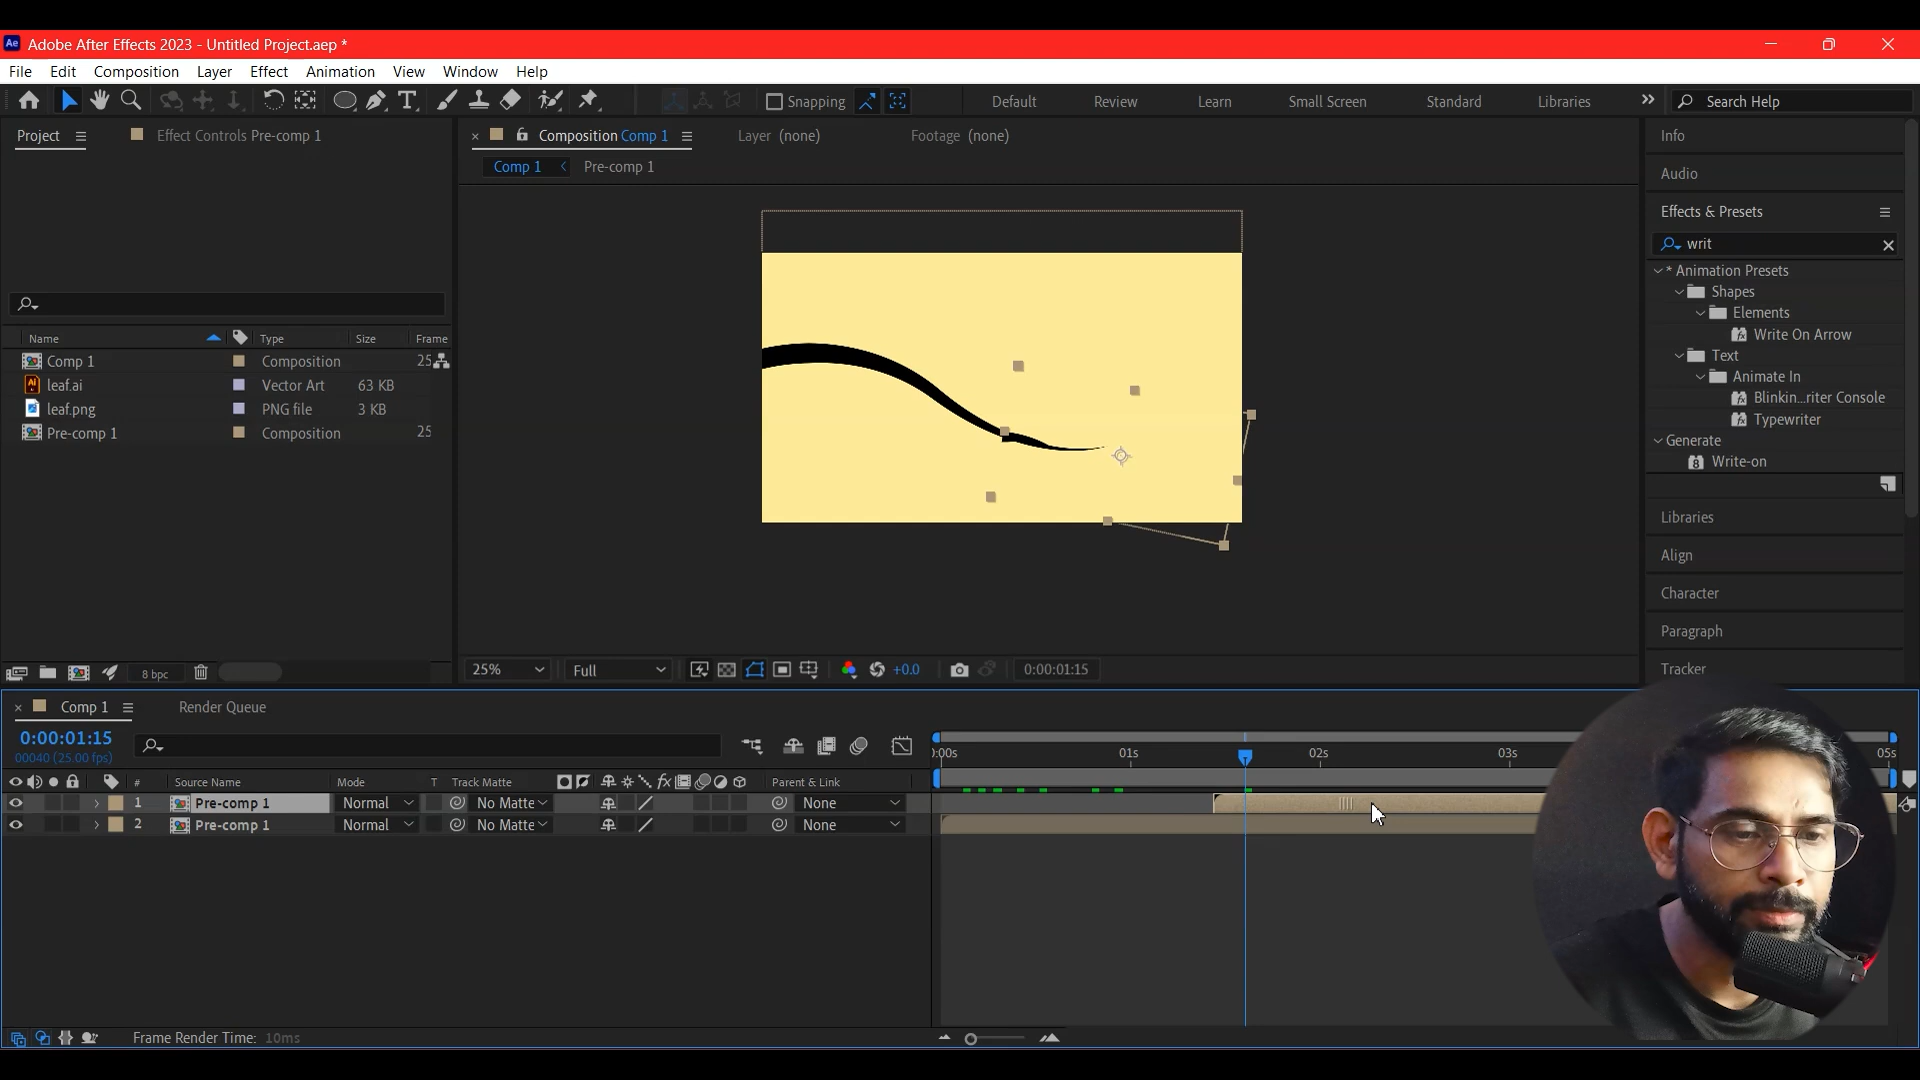 Ae Adobe After Effects 2023 - Untitled Project.aep *
File Edit Composition Layer Effect Animation View Window Help
T Snapping Default Review Learn Small Screen Standard Libraries Search Help
Project Effect Controls Pre-comp 1 Composition Comp 1 Layer (none) Footage (none) Info
Comp 1 Pre-comp 1
Audio
Effects & Presets
writ
* Animation Presets
Shapes
Elements
Write On Arrow
Text
Animate In
Blinkin...riter Console
Typewriter
Generate
Write-on
Libraries
Align
Character
Paragraph
Tracker
Name Type Size Frame
Comp 1 Composition 25
leaf.ai Vector Art 63 KB
leaf.png PNG file 3 KB
Pre-comp 1 Composition 25
8 bpc 25% Full +0.0 0:00:01:15
Comp 1 Render Queue
0:00:01:15
00040 (25.00 fps)
):00s 01s 02s 03s 05s
# Source Name Mode T Track Matte fx Parent & Link
1 Pre-comp 1 Normal No Matte None
2 Pre-comp 1 Normal No Matte None
Frame Render Time: 10ms